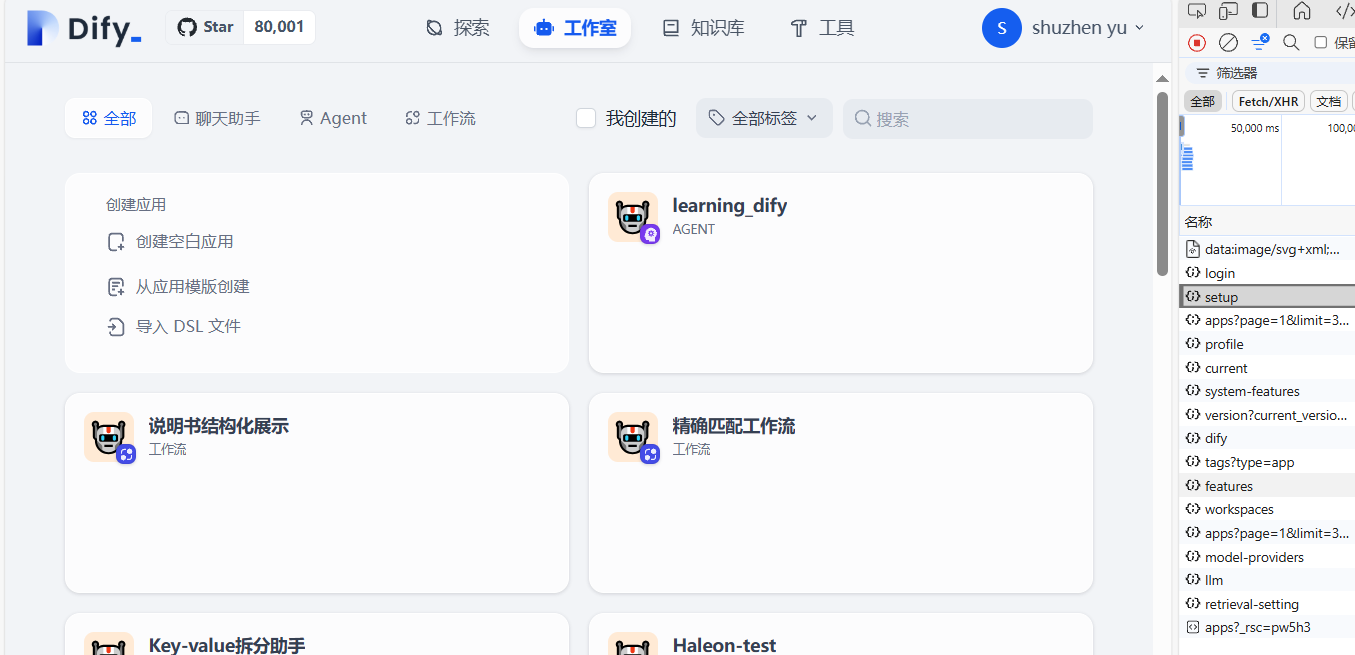 Dify_
Star 80,001
探索
工作室
知识库
工具
S
shuzhen yu
全部
聊天助手
Agent
工作流
我创建的
全部标签
搜索
创建应用
创建空白应用
从应用模版创建
导入 DSL 文件
learning_dify
AGENT
说明书结构化展示
工作流
精确匹配工作流
工作流
Key-value拆分助手
Haleon-test
保留
筛选器
全部
Fetch/XHR
文档
50,000 ms
100,00
名称
data:image/svg+xml;...
login
setup
apps?page=1&limit=3...
profile
current
system-features
version?current_versio...
dify
tags?type=app
features
workspaces
apps?page=1&limit=3...
model-providers
llm
retrieval-setting
apps?_rsc=pw5h3